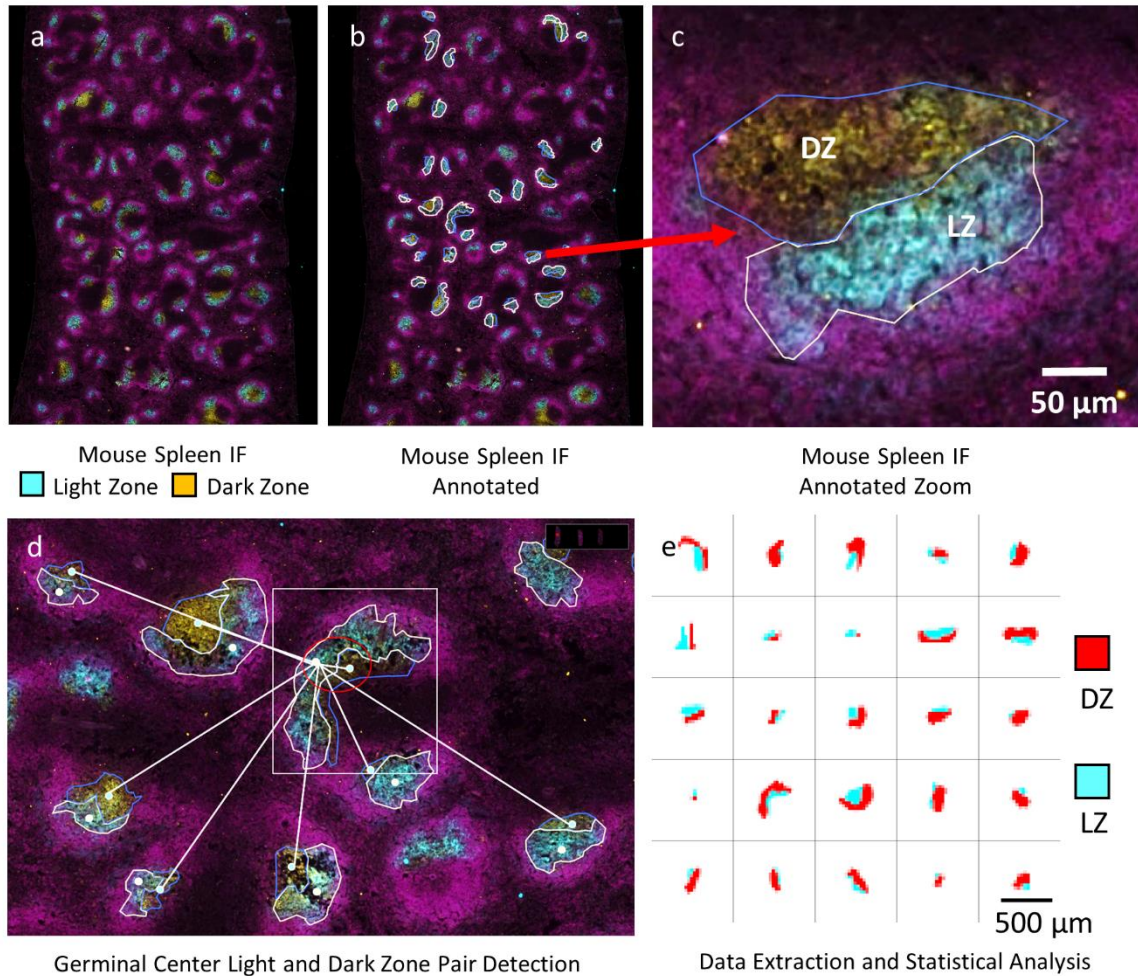 a
b
c
DZ
LZ
50 µm
Mouse Spleen IF
Light Zone Dark Zone
Mouse Spleen IF
Annotated
Mouse Spleen IF
Annotated Zoom
d
e
DZ
LZ
500 µm
Germinal Center Light and Dark Zone Pair Detection
Data Extraction and Statistical Analysis